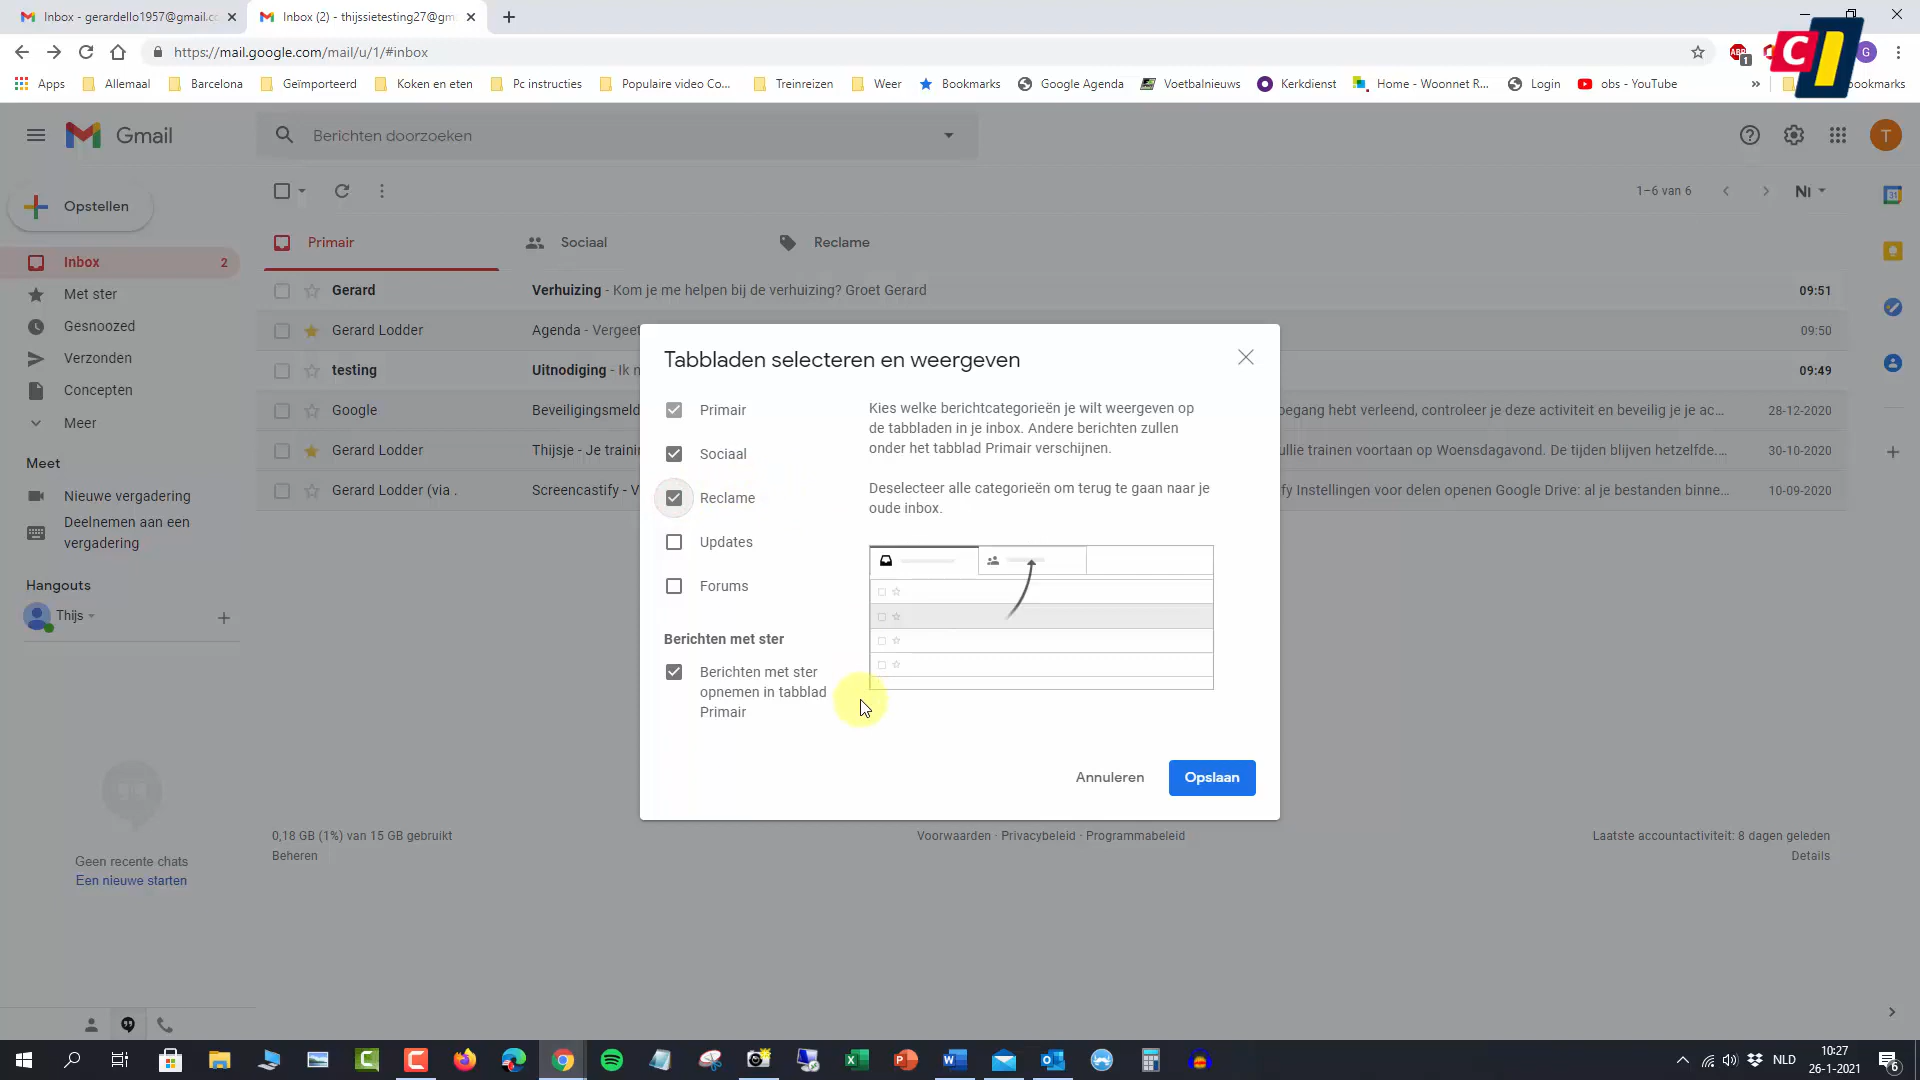 Inbox - gerardello1957@gmail.co
Inbox (2) - thijssietesting27@gm
https://mail.google.com/mail/u/1/#inbox
ABP
1
G
CI
Apps
Allemaal
Barcelona
Geïmporteerd
Koken en eten
Pc instructies
Populaire video Co...
Treinreizen
Weer
Bookmarks
Google Agenda
Voetbalnieuws
Kerkdienst
Home - Woonnet R...
Login
obs - YouTube
»
bookmarks
Gmail
Berichten doorzoeken
T
Opstellen
1–6 van 6
31
Primair
Sociaal
Reclame
Inbox
2
Met ster
Gesnoozed
Verzonden
Concepten
Meer
Gerard
Verhuizing - Kom je me helpen bij de verhuizing? Groet Gerard
09:51
Gerard Lodder
Agenda - Vergeet
09:50
testing
Uitnodiging - Ik
09:49
Google
Beveiligingsmeld
egang hebt verleend, controleer je deze activiteit en beveilig je je ac...
28-12-2020
Gerard Lodder
Thijsje - Je traini
ullie trainen voortaan op Woensdagavond. De tijden blijven hetzelfde....
30-10-2020
Gerard Lodder (via .
Screencastify - V
fy Instellingen voor delen openen Google Drive: al je bestanden binne...
10-09-2020
Tabbladen selecteren en weergeven
Primair
Sociaal
Reclame
Updates
Forums
Berichten met ster
Berichten met ster
opnemen in tabblad
Primair
Kies welke berichtcategorieën je wilt weergeven op
de tabbladen in je inbox. Andere berichten zullen
onder het tabblad Primair verschijnen.
Deselecteer alle categorieën om terug te gaan naar je
oude inbox.
Annuleren
Opslaan
Meet
Nieuwe vergadering
Deelnemen aan een
vergadering
Hangouts
Thijs
Geen recente chats
Een nieuwe starten
0,18 GB (1%) van 15 GB gebruikt
Beheren
Voorwaarden · Privacybeleid · Programmabeleid
Laatste accountactiviteit: 8 dagen geleden
Details
NLD
10:27
26-1-2021
6